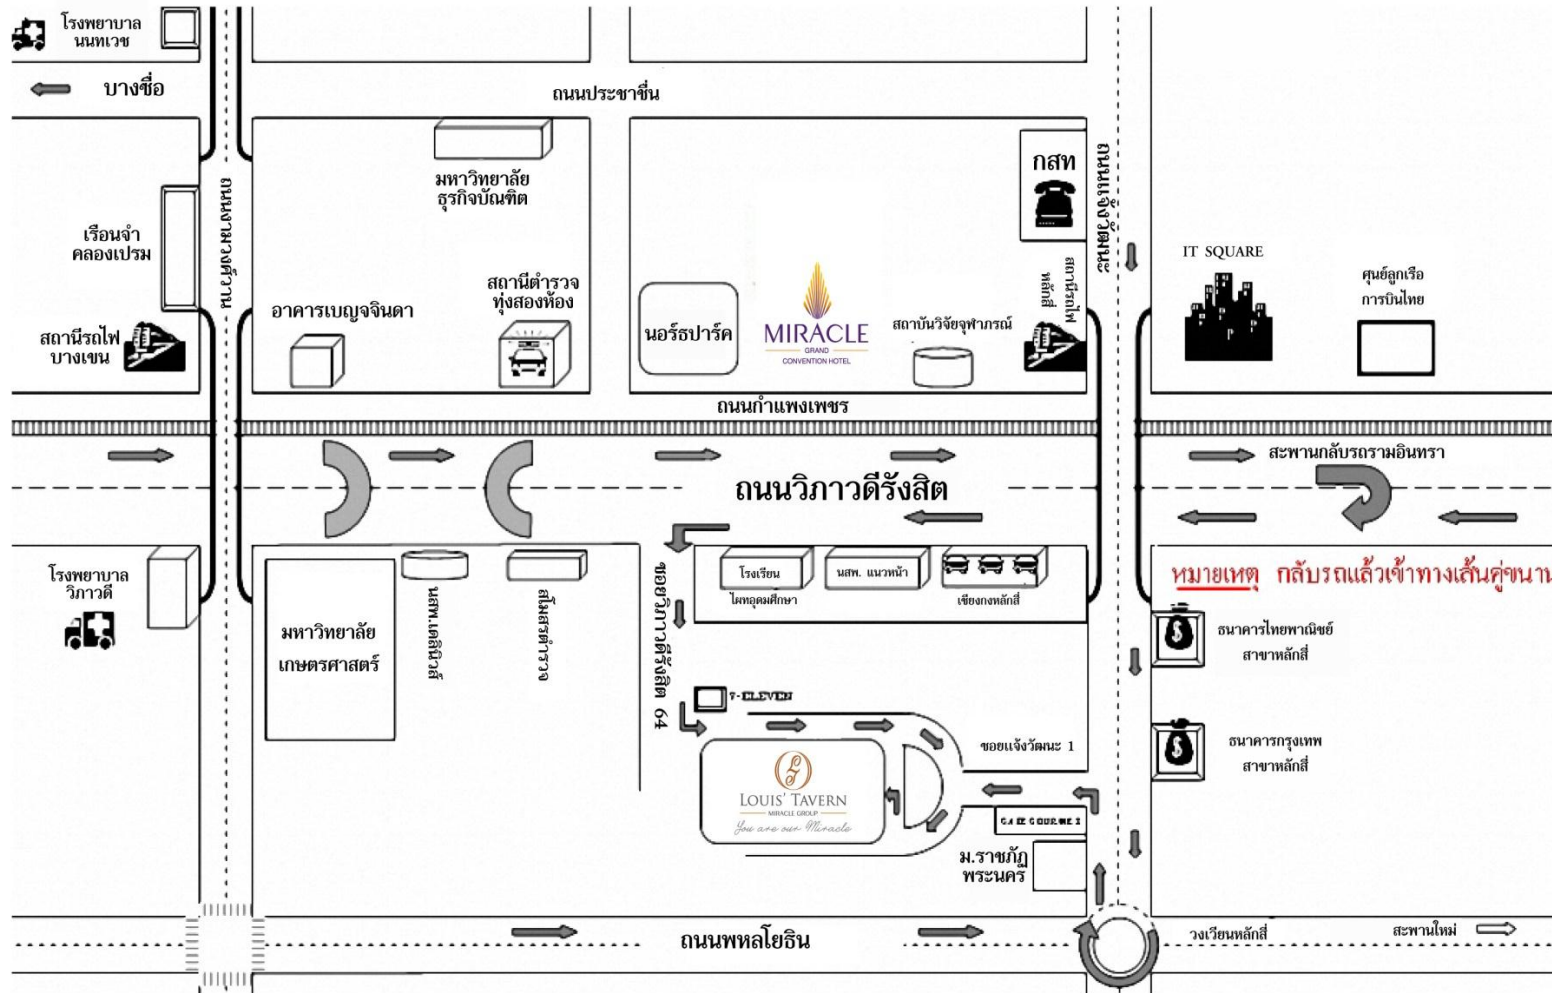 โรงพยาบาล
นนทเวช
บางซื่อ
ถนนประชาชื่น
มหาวิทยาลัย
ธุรกิจบัณฑิต
กสท
ถนนแจ้งวัฒนะ
ถนนงามวงศ์วาน
เรือนจำ
คลองเปรม
สถานีรถไฟ
บางเขน
อาคารเบญจจินดา
สถานีตำรวจ
ทุ่งสองห้อง
นอร์ธปาร์ค
MIRACLE
GRAND
CONVENTION HOTEL
สถาบันวิจัยจุฬาภรณ์
สถานีรถไฟ
หลักสี่
IT SQUARE
ศูนย์ลูกเรือ
การบินไทย
ถนนกำแพงเพชร
สะพานกลับรถรามอินทรา
ถนนวิภาวดีรังสิต
โรงพยาบาล
วิภาวดี
มหาวิทยาลัย
เกษตรศาสตร์
นสพ.เดลินิวส์
สโมสรตำรวจ
ซอยวิภาวดีรังสิต 64
โรงเรียน
ไผทอุดมศึกษา
นสพ. แนวหน้า
เซียงกงหลักสี่
หมายเหตุ กลับรถแล้วเข้าทางเส้นคู่ขนาน
ธนาคารไทยพาณิชย์
สาขาหลักสี่
7-ELEVEN
ซอยแจ้งวัฒนะ 1
ธนาคารกรุงเทพ
สาขาหลักสี่
LOUIS' TAVERN
MIRACLE GROUP
You are our Miracle
ม.ราชภัฏ
พระนคร
ถนนพหลโยธิน
วงเวียนหลักสี่
สะพานใหม่